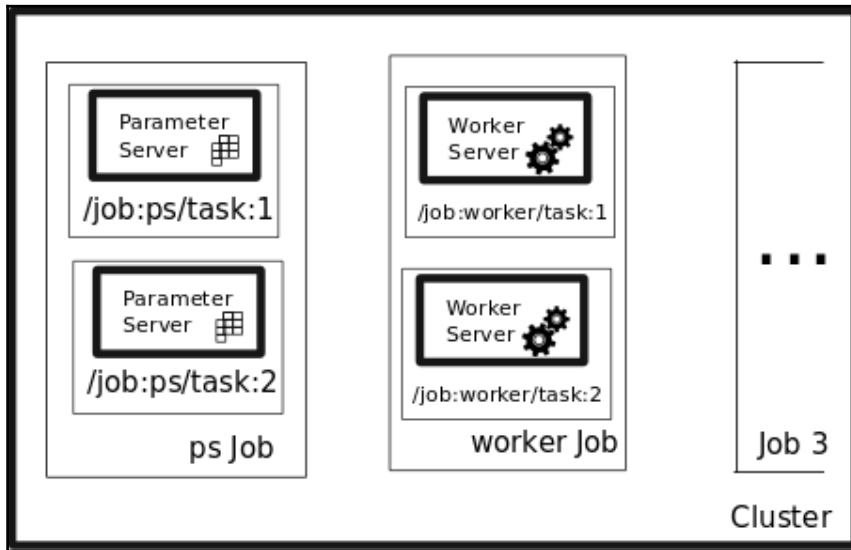 Parameter
Server
/job:ps/task:1
Parameter
Server
/job:ps/task:2
ps Job
Worker
Server
/job:worker/task:1
Worker
Server
/job:worker/task:2
worker Job
...
Job 3
Cluster